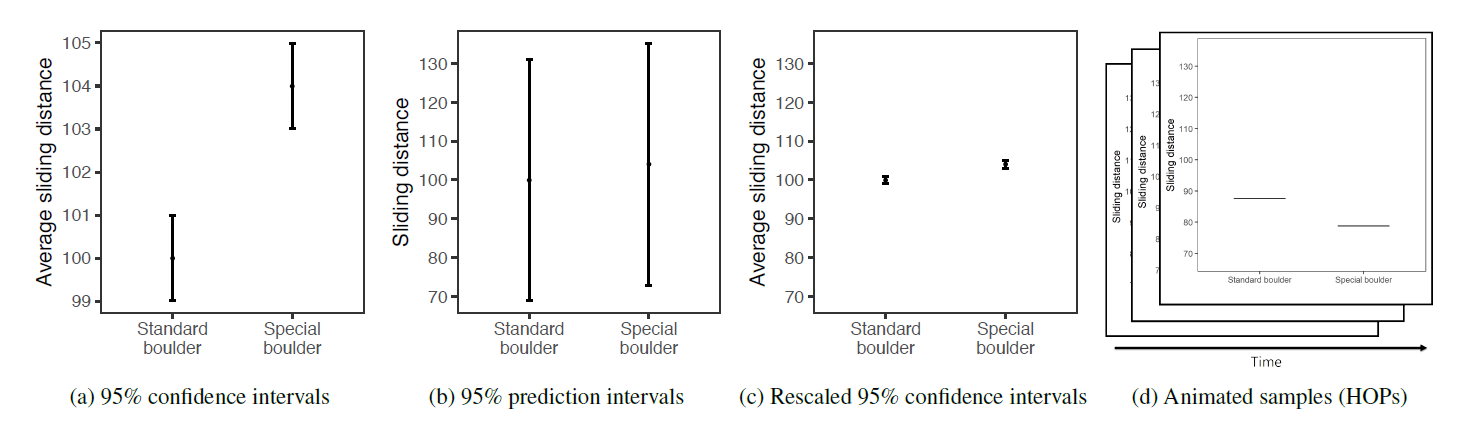 Average sliding distance
105
104
103
102
101
100
99
Standard
boulder
Special
boulder
(a) 95% confidence intervals
Sliding distance
130
120
110
100
90
80
70
Standard
boulder
Special
boulder
(b) 95% prediction intervals
Average sliding distance
130
120
110
100
90
80
70
Standard
boulder
Special
boulder
(c) Rescaled 95% confidence intervals
Sliding distance
Sliding distance
Sliding distance
130
120
110
100
90
80
70
Standard boulder
Special boulder
Time
(d) Animated samples (HOPs)